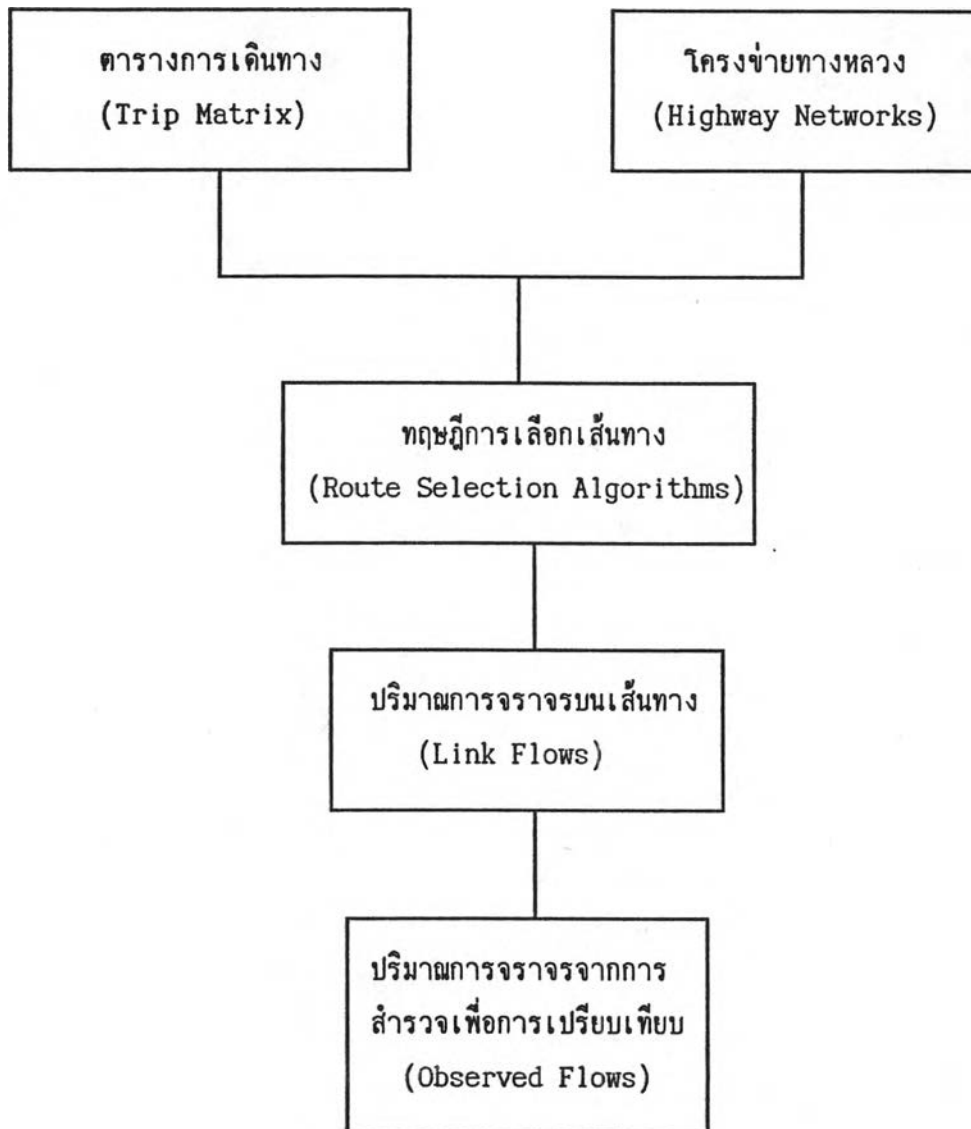 ตารางการเดินทาง
(Trip Matrix)
โครงข่ายทางหลวง
(Highway Networks)
ทฤษฎีการเลือกเส้นทาง
(Route Selection Algorithms)
ปริมาณการจราจรบนเส้นทาง
(Link Flows)
ปริมาณการจราจรจากการ
สำรวจเพื่อการเปรียบเทียบ
(Observed Flows)